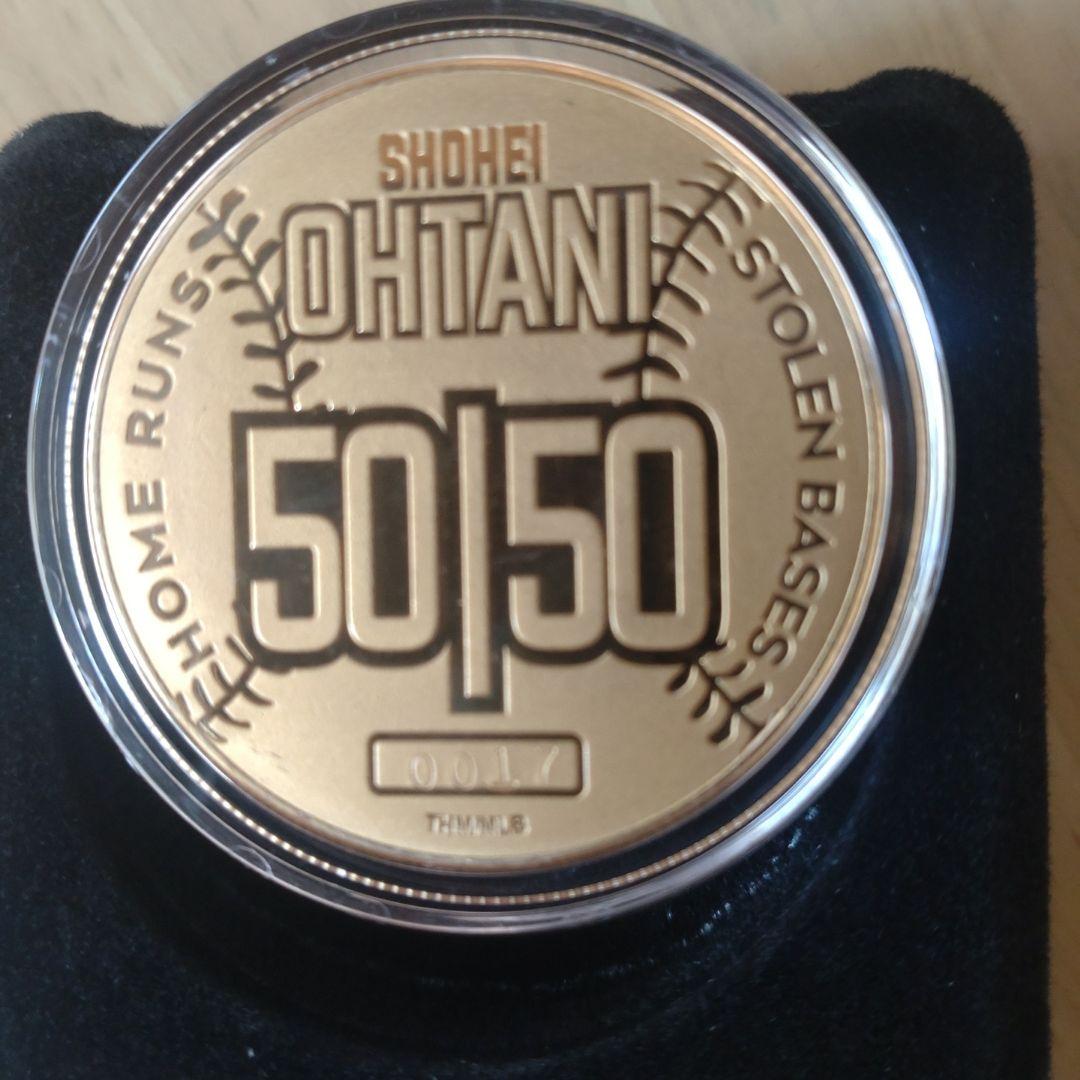 SHOHEI
OHTANI
HOME RUNS
STOLEN BASES
50|50
0017